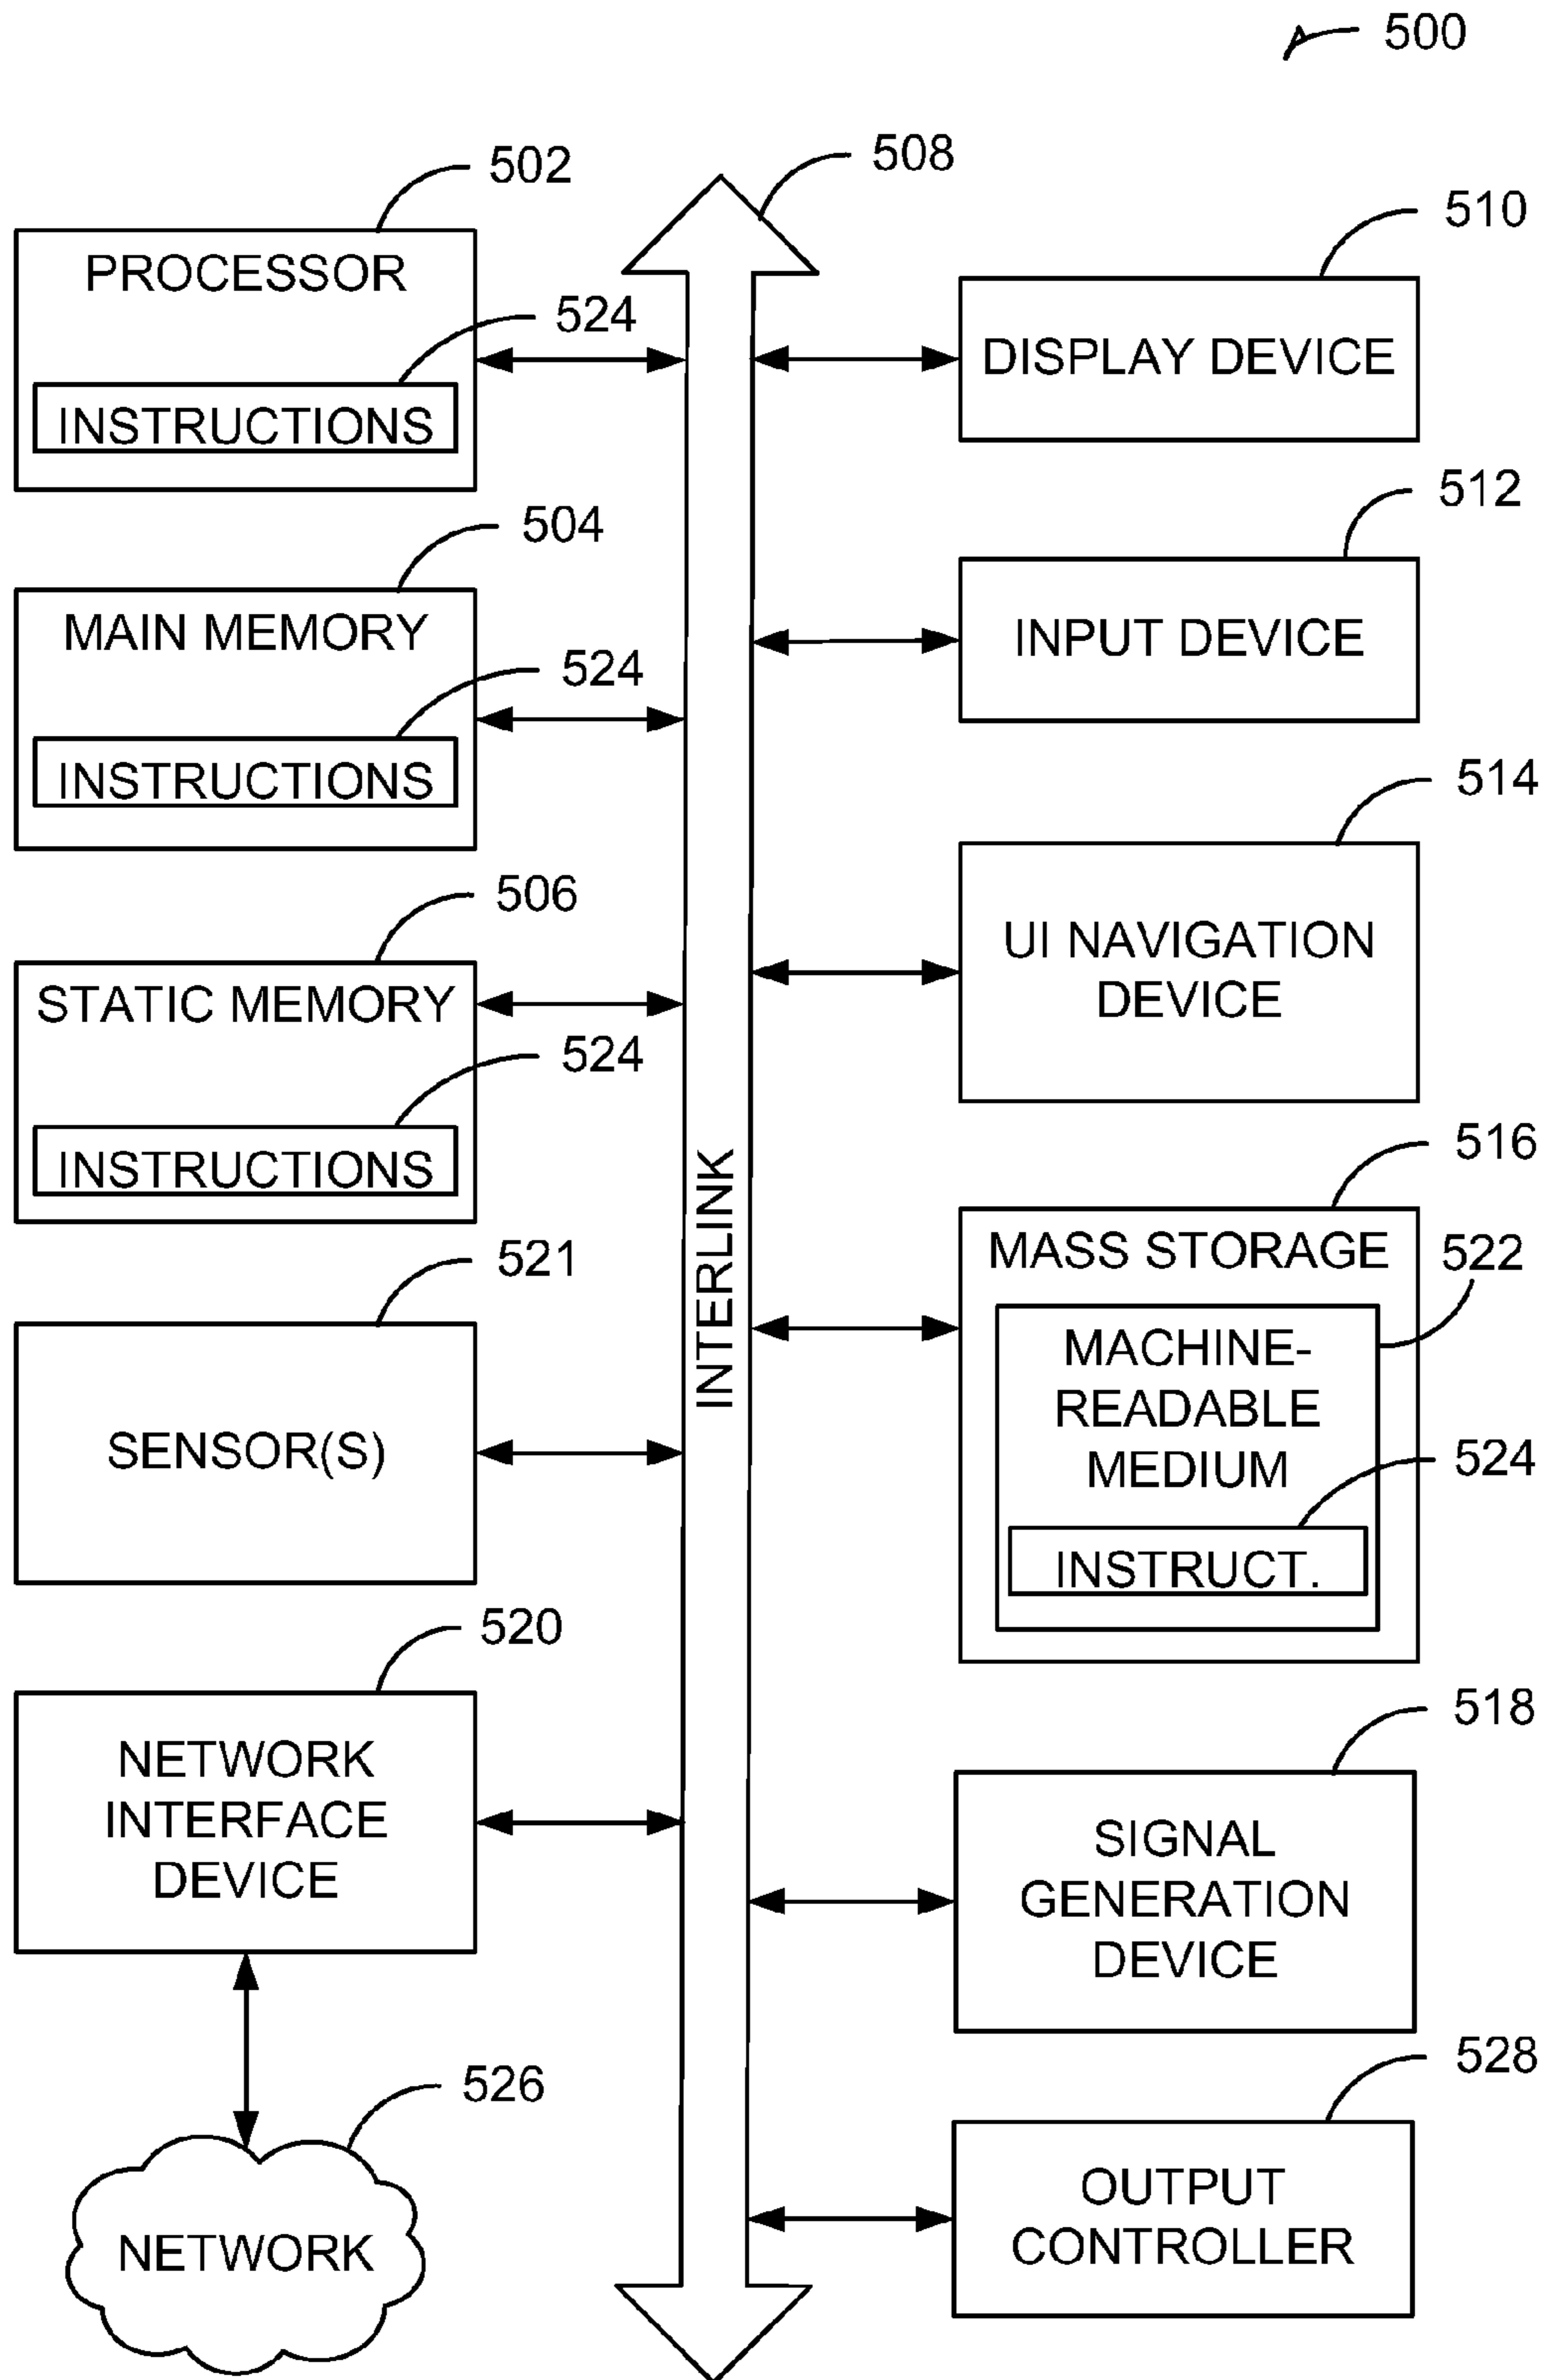 500
502
508
510
PROCESSOR
524
INSTRUCTIONS
DISPLAY DEVICE
504
512
MAIN MEMORY
524
INSTRUCTIONS
INPUT DEVICE
506
514
STATIC MEMORY
524
INSTRUCTIONS
UI NAVIGATION
DEVICE
INTERLINK
521
516
SENSOR(S)
MASS STORAGE
522
MACHINE-
READABLE
MEDIUM
524
INSTRUCT.
520
518
NETWORK
INTERFACE
DEVICE
SIGNAL
GENERATION
DEVICE
526
528
NETWORK
OUTPUT
CONTROLLER